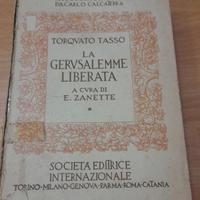 DA CARLO CALCATERRA
TORQVATO TASSO
LA
GERVSALEMME
LIBERATA
A CVRA DI
E. ZANETTE
SOCIETÀ EDITRICE
INTERNAZIONALE
TORINO-MILANO-GENOVA-PARMA-ROMA-CATANIA